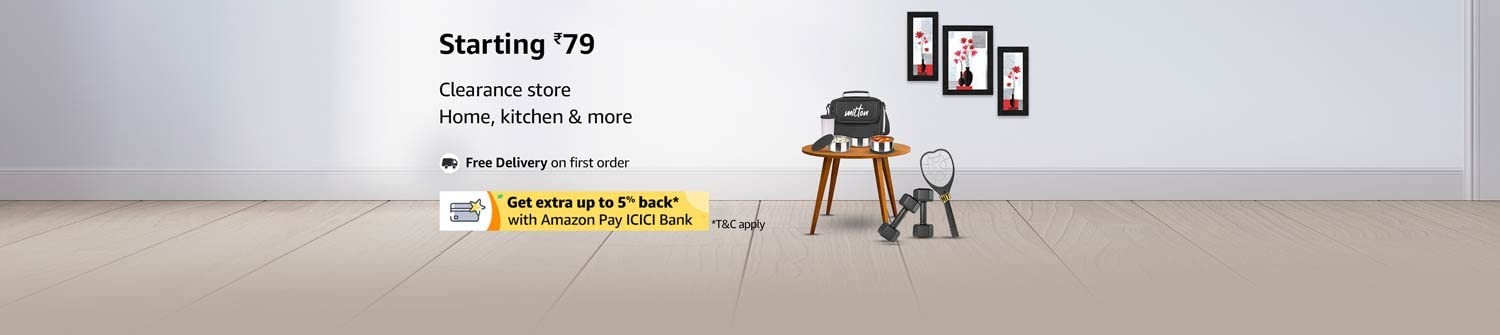 Starting ₹79
Clearance store
Home, kitchen & more
Free Delivery on first order
Get extra up to 5% back*
with Amazon Pay ICICI Bank
*T&C apply
milton